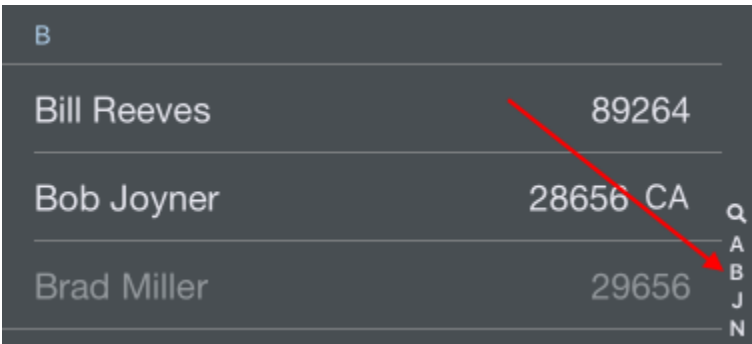 B
Bill Reeves 89264
Bob Joyner 28656 CA
Brad Miller 29656
A
B
J
N